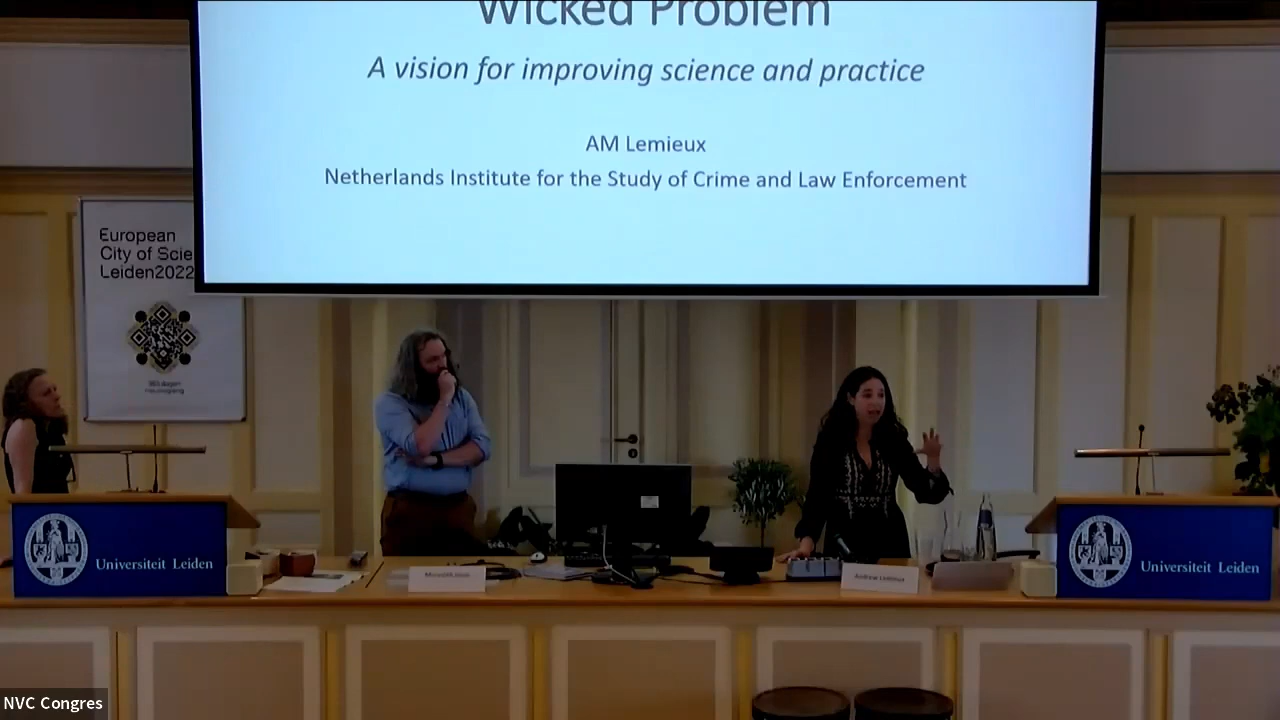 Wicked Problem
A vision for improving science and practice
AM Lemieux
Netherlands Institute for the Study of Crime and Law Enforcement
European
City of Scie
Leiden2022
Universiteit Leiden
Andrew Lemieux
Universiteit Leiden
NVC Congres